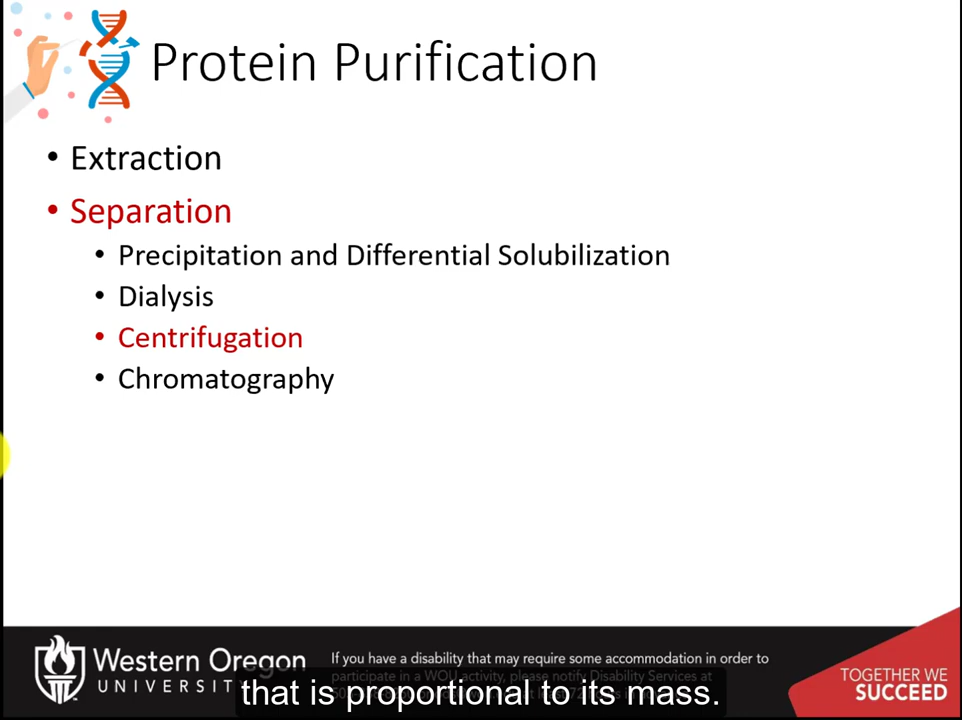 Protein Purification
• Extraction
• Separation
• Precipitation and Differential Solubilization
• Dialysis
• Centrifugation
• Chromatography
Western Oregon
UNIVERSITY
If you have a disability that may require some accommodation in order to
participate in a WOU activity, please notify Disability Services at
that is proportional to its mass.
TOGETHER WE
SUCCEED